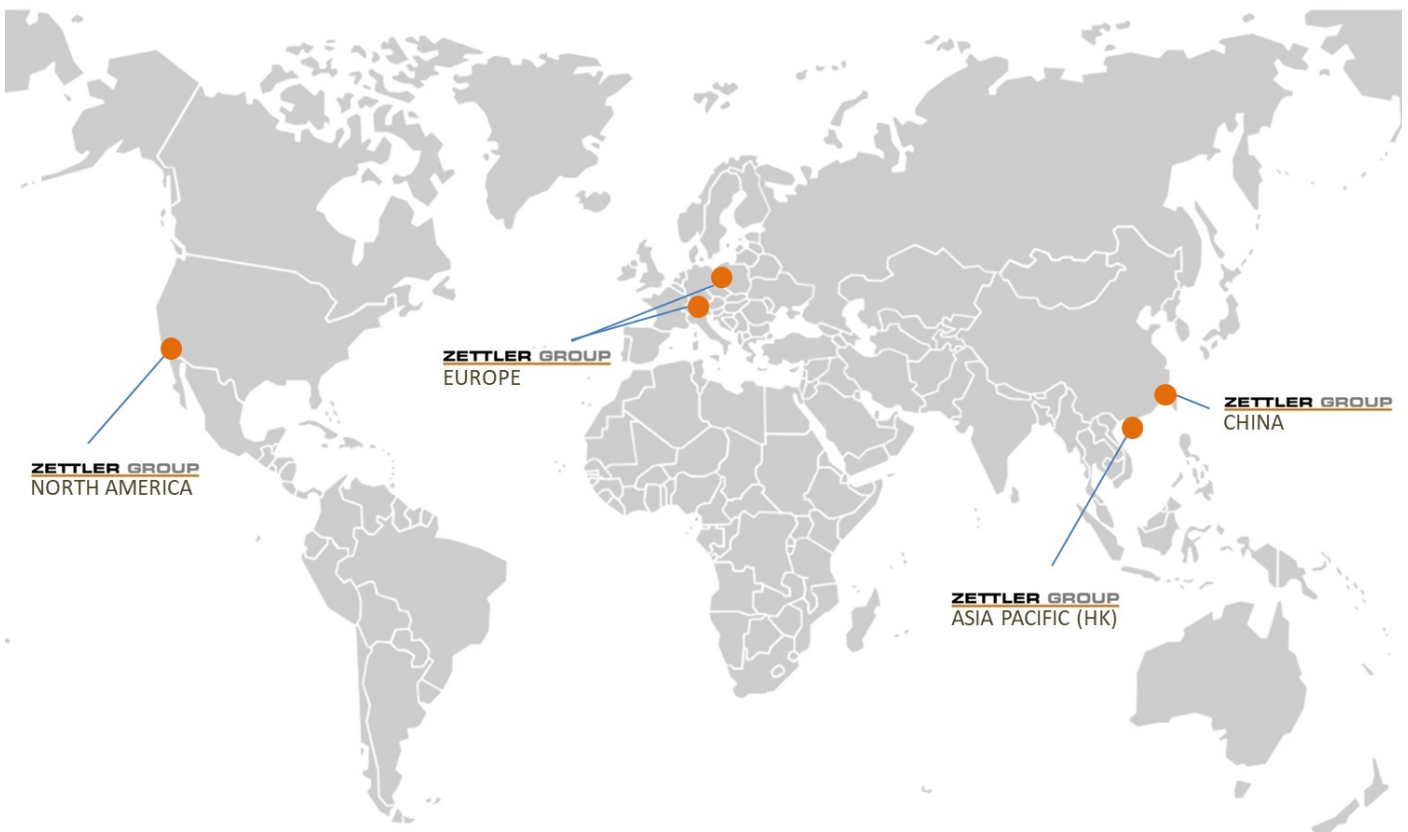 ZETTLER GROUP
EUROPE
ZETTLER GROUP
CHINA
ZETTLER GROUP
NORTH AMERICA
ZETTLER GROUP
ASIA PACIFIC (HK)